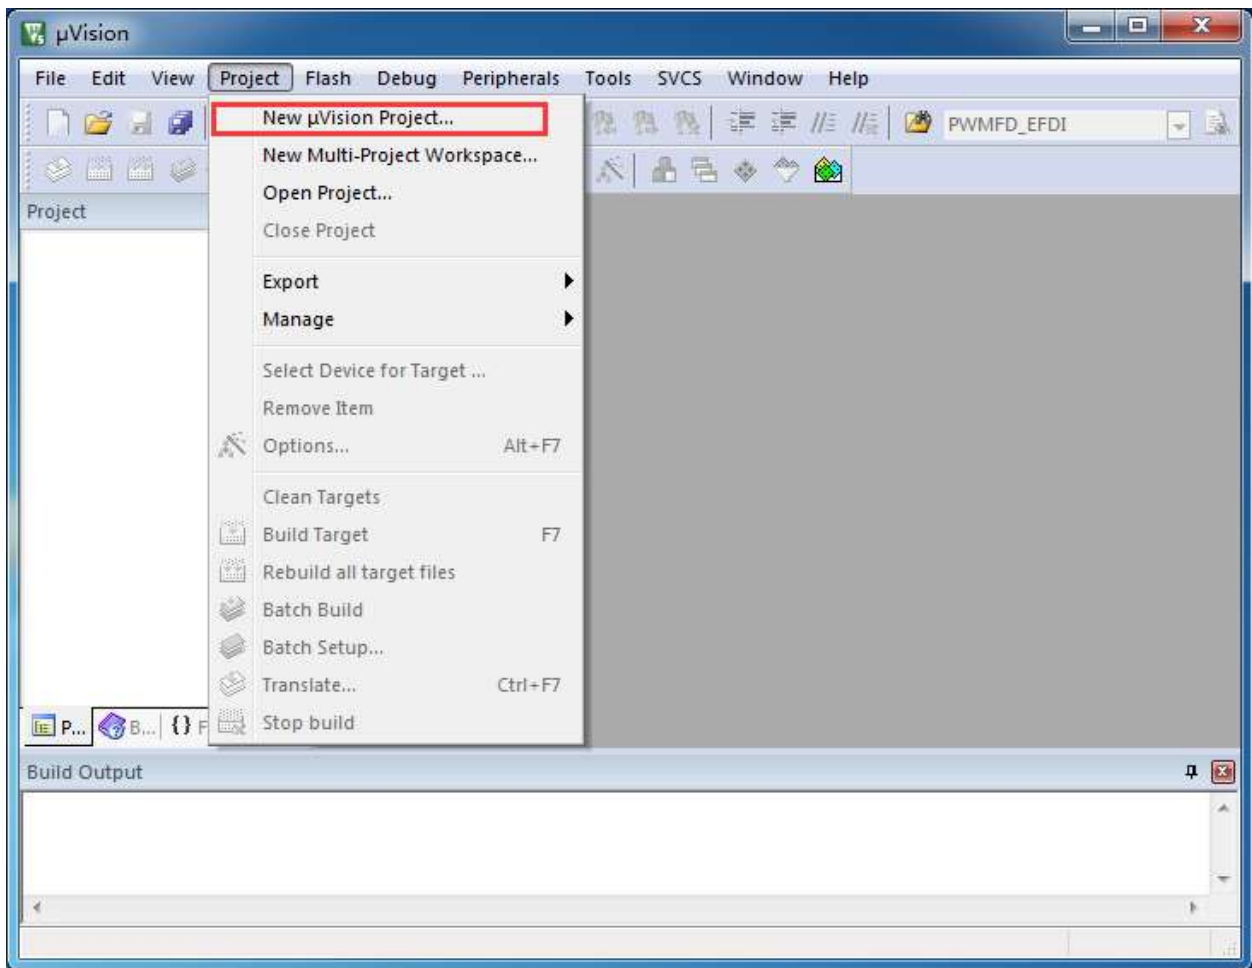 µVision
File Edit View Project Flash Debug Peripherals Tools SVCS Window Help
PWMFD_EFDI
Project
New µVision Project...
New Multi-Project Workspace...
Open Project...
Close Project
Export
Manage
Select Device for Target ...
Remove Item
Options... Alt+F7
Clean Targets
Build Target F7
Rebuild all target files
Batch Build
Batch Setup...
Translate... Ctrl+F7
Stop build
P... B... {} F
Build Output